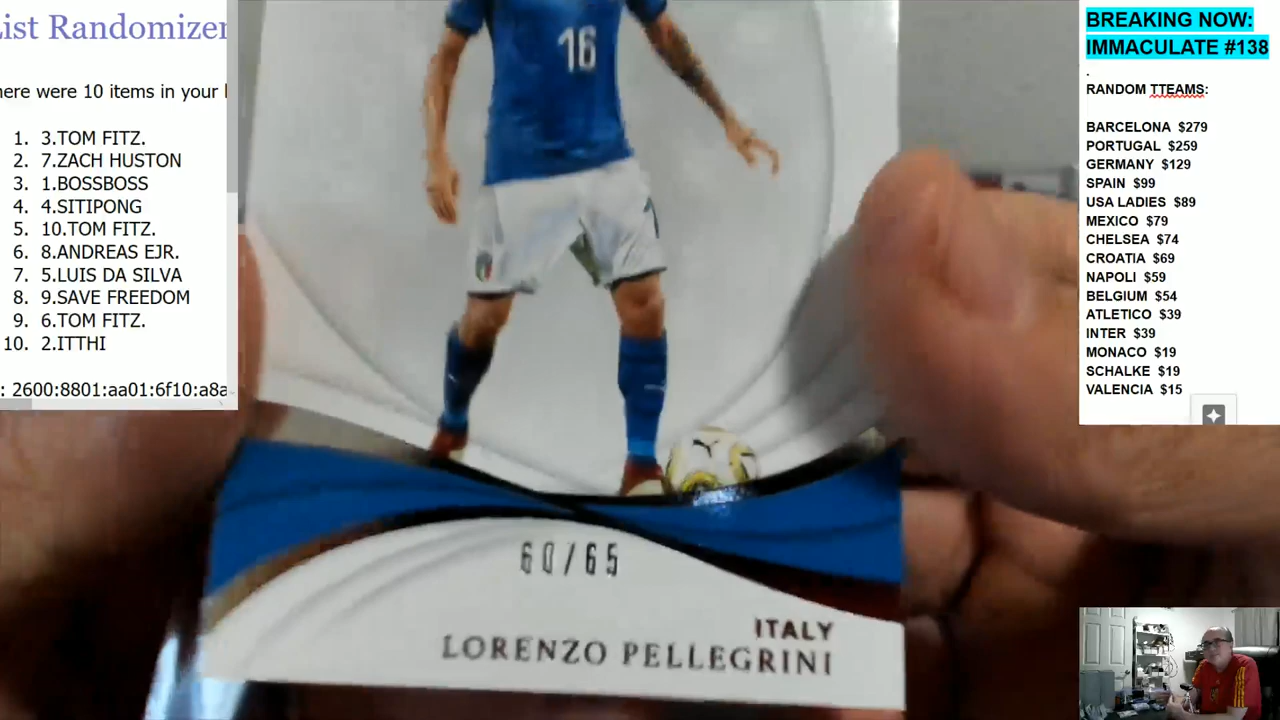 List Randomizer
here were 10 items in your
1. 3.TOM FITZ.
2. 7.ZACH HUSTON
3. 1.BOSSBOSS
4. 4.SITIPONG
5. 10.TOM FITZ.
6. 8.ANDREAS EJR.
7. 5.LUIS DA SILVA
8. 9.SAVE FREEDOM
9. 6.TOM FITZ.
10. 2.ITTHI
: 2600:8801:aa01:6f10:a8a
16
60/65
ITALY
LORENZO PELLEGRINI
BREAKING NOW:
IMMACULATE #138
.
RANDOM TTEAMS:
BARCELONA $279
PORTUGAL $259
GERMANY $129
SPAIN $99
USA LADIES $89
MEXICO $79
CHELSEA $74
CROATIA $69
NAPOLI $59
BELGIUM $54
ATLETICO $39
INTER $39
MONACO $19
SCHALKE $19
VALENCIA $15